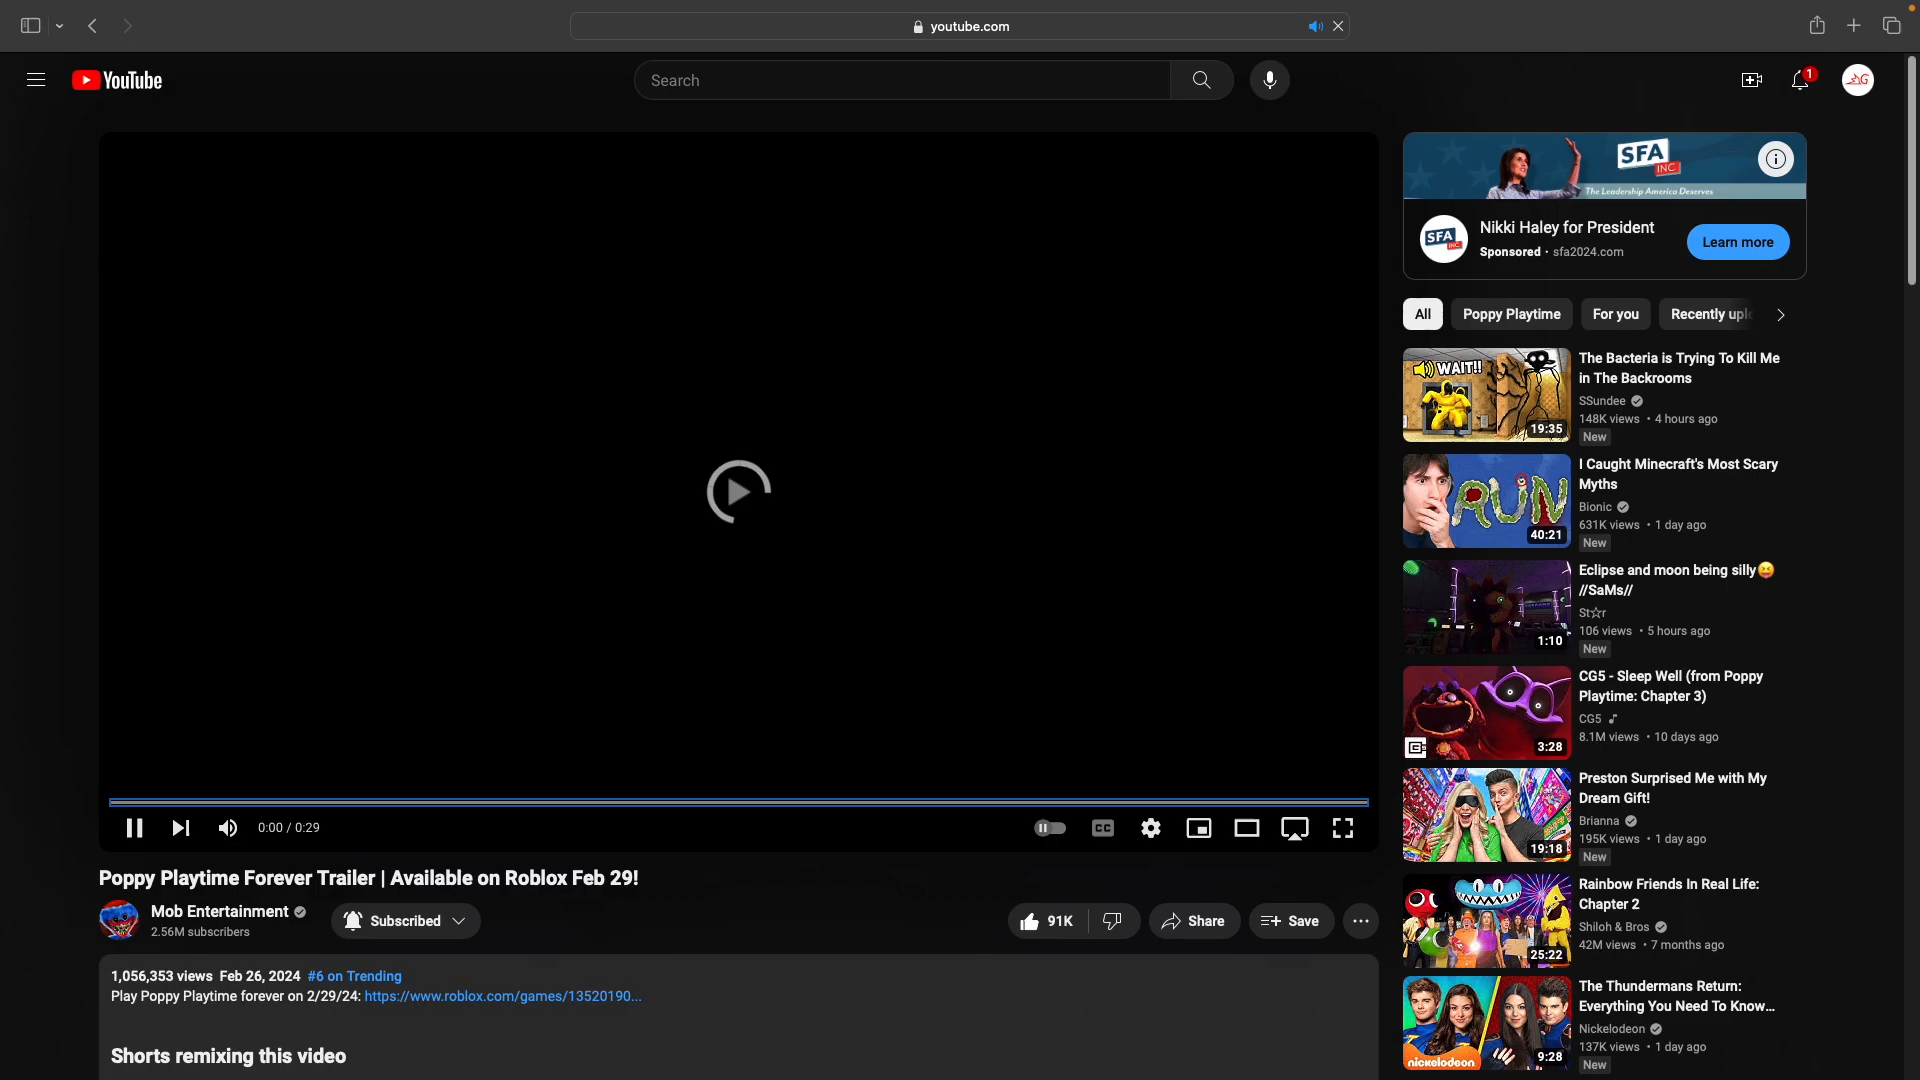 youtube.com
YouTube
Search
1
G
SFA
INC
The Leadership America Deserves
SFA
INC
Nikki Haley for President
Sponsored · sfa2024.com
Learn more
All
Poppy Playtime
For you
Recently uplo
WAIT!!
19:35
The Bacteria is Trying To Kill Me
in The Backrooms
SSundee
148K views • 4 hours ago
New
RUN
40:21
I Caught Minecraft's Most Scary
Myths
Bionic
631K views • 1 day ago
New
1:10
Eclipse and moon being silly😝
//SaMs//
St☆r
106 views • 5 hours ago
New
3:28
CG5 - Sleep Well (from Poppy
Playtime: Chapter 3)
CG5
8.1M views • 10 days ago
19:18
Preston Surprised Me with My
Dream Gift!
Brianna
195K views • 1 day ago
New
25:22
Rainbow Friends In Real Life:
Chapter 2
Shiloh & Bros
42M views • 7 months ago
nickelodeon
9:28
The Thundermans Return:
Everything You Need To Know...
Nickelodeon
137K views • 1 day ago
New
0:00 / 0:29
CC
Poppy Playtime Forever Trailer | Available on Roblox Feb 29!
Mob Entertainment
2.56M subscribers
Subscribed
91K
Share
Save
1,056,353 views Feb 26, 2024 #6 on Trending
Play Poppy Playtime forever on 2/29/24: https://www.roblox.com/games/13520190...
Shorts remixing this video